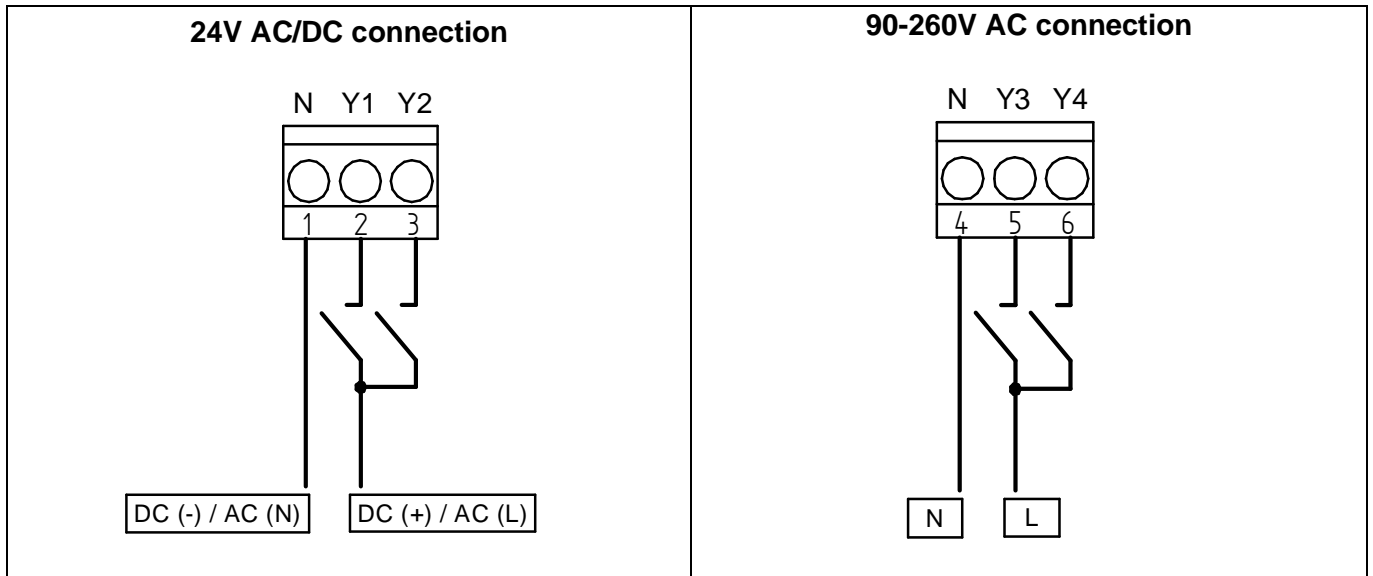 24V AC/DC connection
N Y1 Y2
1 2 3
DC (-) / AC (N) DC (+) / AC (L)
90-260V AC connection
N Y3 Y4
4 5 6
N L